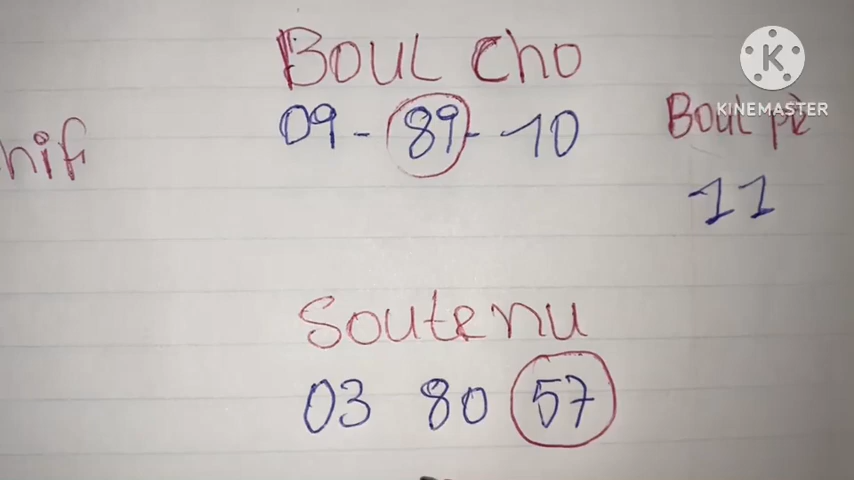 Boul cho
09 - 89 - 10
hif
Boul pè
11
Soutenu
03 80 57
K
KINEMASTER